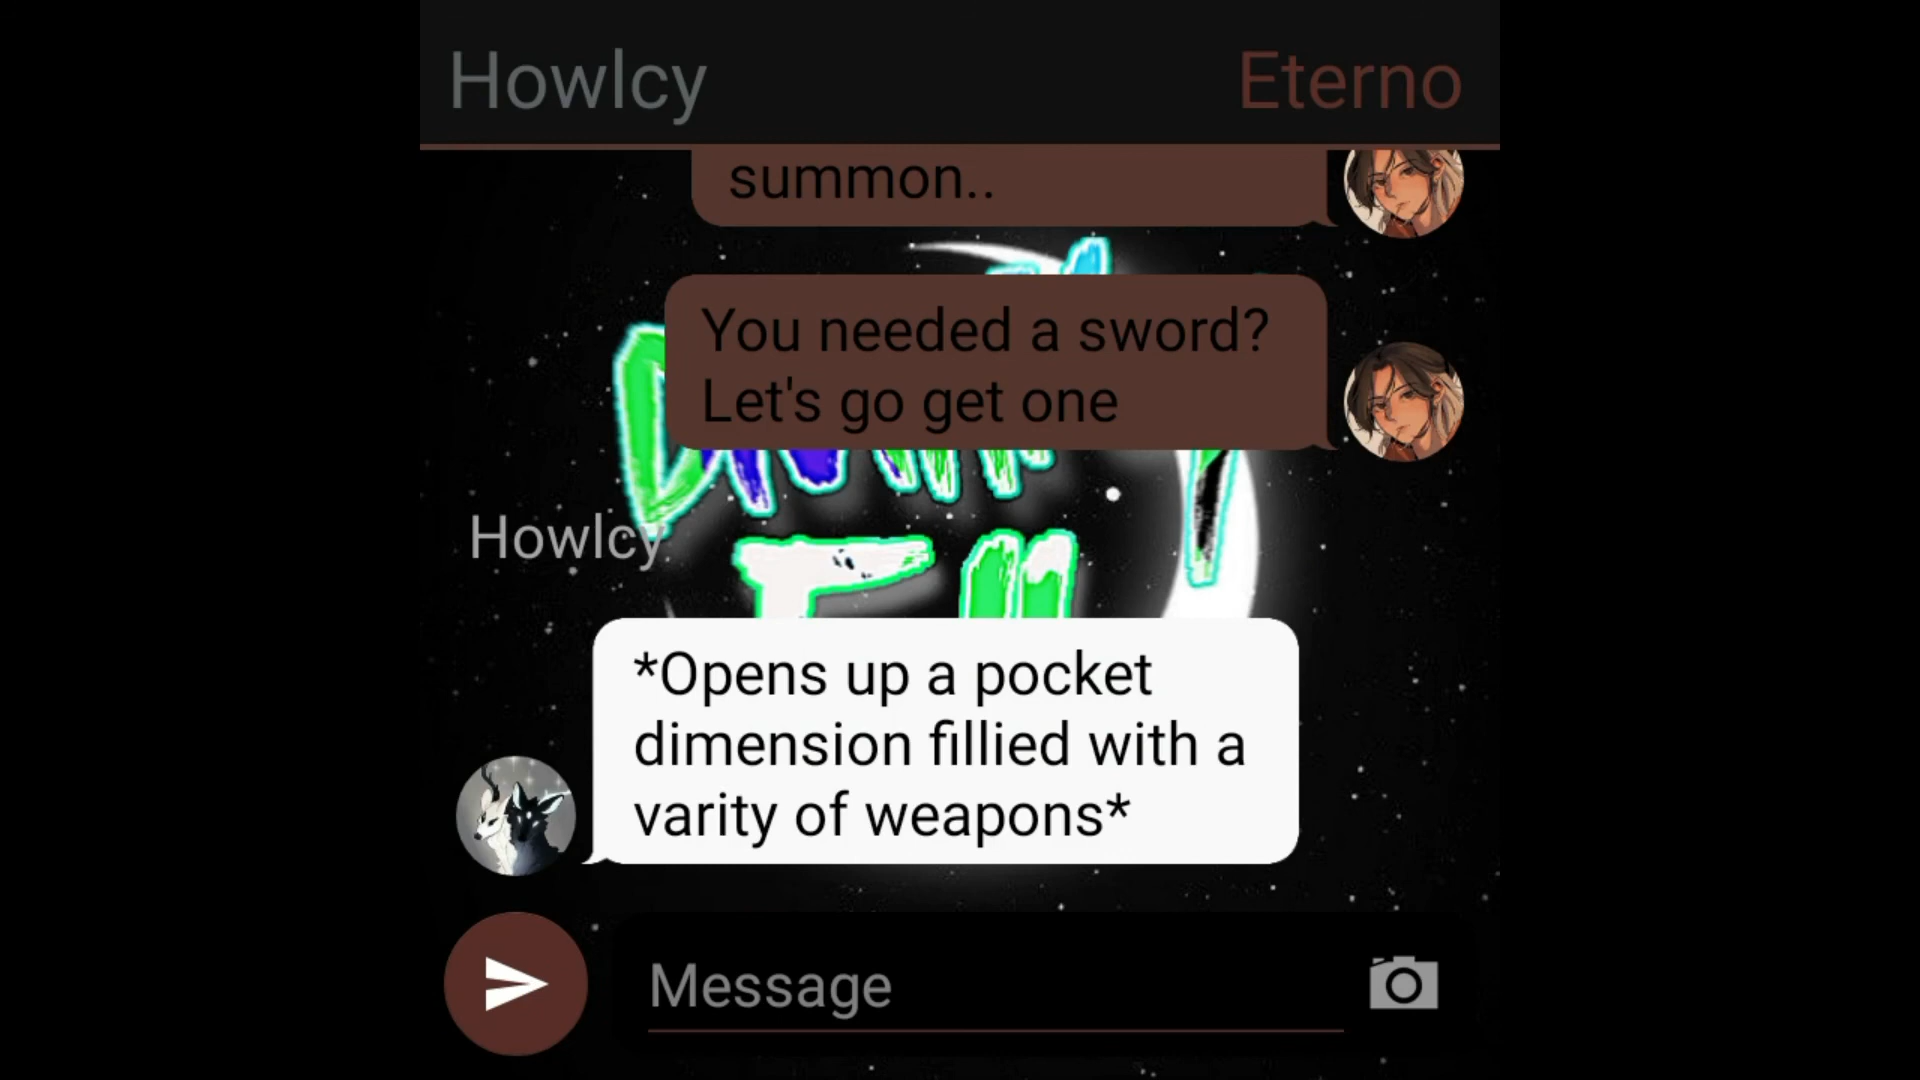 Howlcy
Eterno
summon..
You needed a sword?
Let's go get one
Howlcy
*Opens up a pocket
dimension fillied with a
varity of weapons*
Message